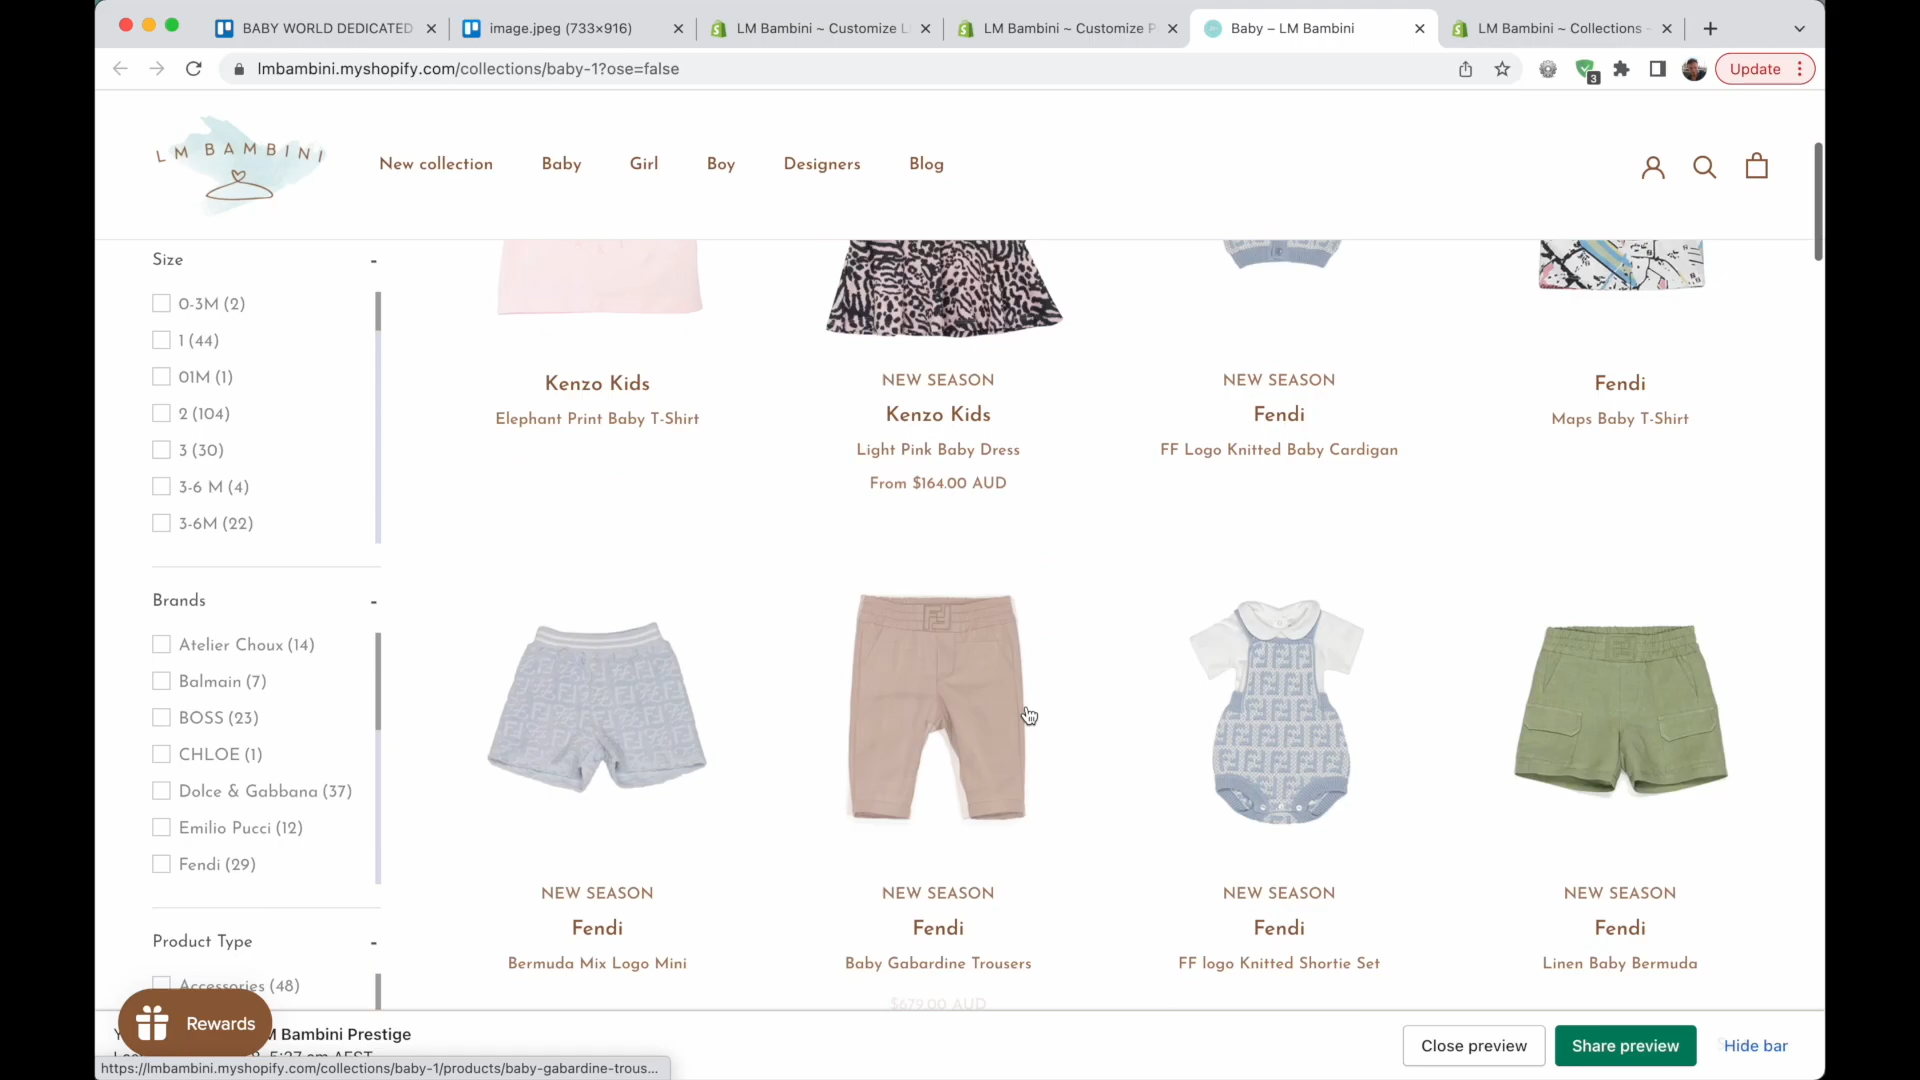 BABY WORLD DEDICATED
image.jpeg (733×916)
LM Bambini ~ Customize L
LM Bambini ~ Customize P
Baby – LM Bambini
LM Bambini ~ Collections -
lmbambini.myshopify.com/collections/baby-1?ose=false
3
Update
LM BAMBINI
New collection
Baby
Girl
Boy
Designers
Blog
Size
-
0-3M (2)
1 (44)
01M (1)
2 (104)
3 (30)
3-6 M (4)
3-6M (22)
Brands
-
Atelier Choux (14)
Balmain (7)
BOSS (23)
CHLOE (1)
Dolce & Gabbana (37)
Emilio Pucci (12)
Fendi (29)
Product Type
-
Accessories (48)
Kenzo Kids
Elephant Print Baby T-Shirt
NEW SEASON
Kenzo Kids
Light Pink Baby Dress
From $164.00 AUD
NEW SEASON
Fendi
FF Logo Knitted Baby Cardigan
Fendi
Maps Baby T-Shirt
NEW SEASON
Fendi
Bermuda Mix Logo Mini
NEW SEASON
Fendi
Baby Gabardine Trousers
$679.00 AUD
NEW SEASON
Fendi
FF logo Knitted Shortie Set
NEW SEASON
Fendi
Linen Baby Bermuda
Rewards
M Bambini Prestige
Close preview
Share preview
Hide bar
https://lmbambini.myshopify.com/collections/baby-1/products/baby-gabardine-trous...